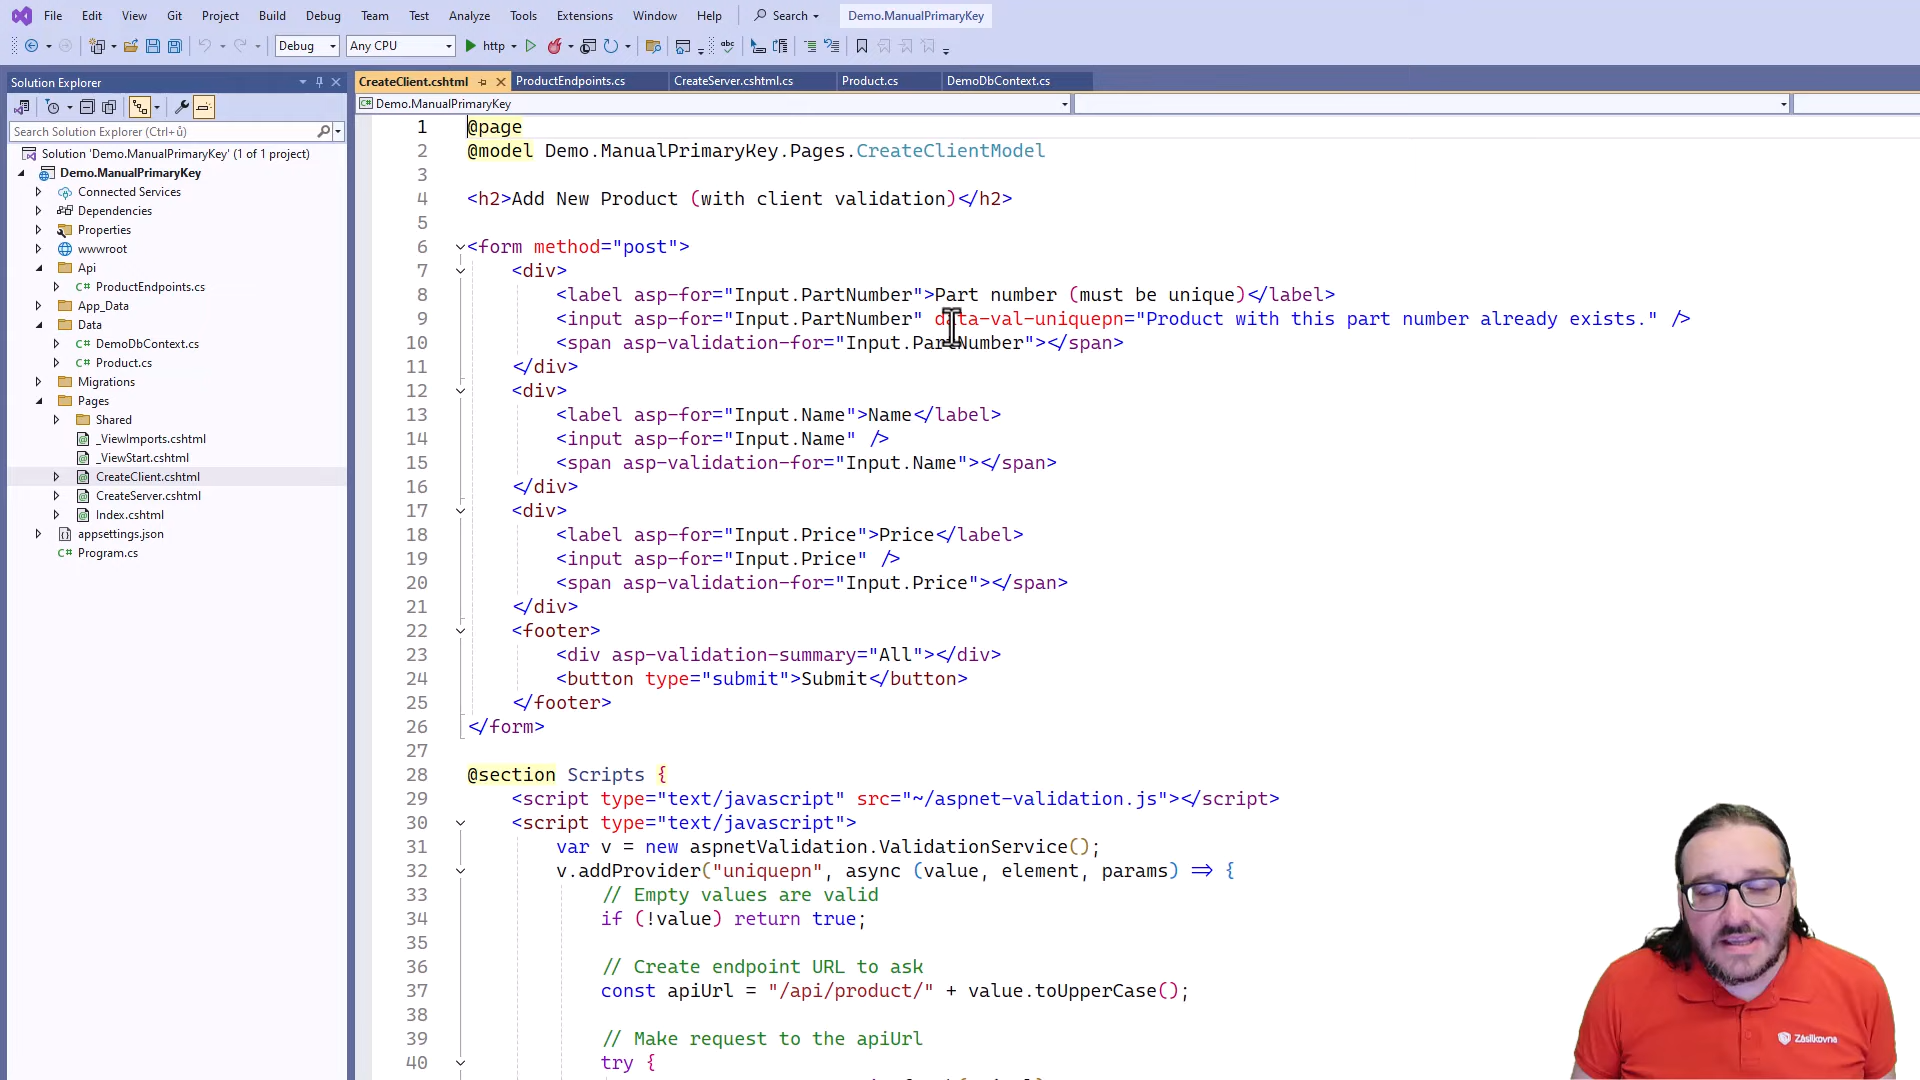 File Edit View Git Project Build Debug Team Test Analyze Tools Extensions Window Help Search Demo.ManualPrimaryKey
Debug Any CPU http
Solution Explorer
Search Solution Explorer (Ctrl+ů)
Solution 'Demo.ManualPrimaryKey' (1 of 1 project)
Demo.ManualPrimaryKey
Connected Services
Dependencies
Properties
wwwroot
Api
C# ProductEndpoints.cs
App_Data
Data
C# DemoDbContext.cs
C# Product.cs
Migrations
Pages
Shared
_ViewImports.cshtml
_ViewStart.cshtml
CreateClient.cshtml
CreateServer.cshtml
Index.cshtml
appsettings.json
C# Program.cs
CreateClient.cshtml ProductEndpoints.cs CreateServer.cshtml.cs Product.cs DemoDbContext.cs
Demo.ManualPrimaryKey
1 @page
2 @model Demo.ManualPrimaryKey.Pages.CreateClientModel
3
4 <h2>Add New Product (with client validation)</h2>
5
6 <form method="post">
7 <div>
8 <label asp-for="Input.PartNumber">Part number (must be unique)</label>
9 <input asp-for="Input.PartNumber" data-val-uniquepn="Product with this part number already exists." />
10 <span asp-validation-for="Input.PartNumber"></span>
11 </div>
12 <div>
13 <label asp-for="Input.Name">Name</label>
14 <input asp-for="Input.Name" />
15 <span asp-validation-for="Input.Name"></span>
16 </div>
17 <div>
18 <label asp-for="Input.Price">Price</label>
19 <input asp-for="Input.Price" />
20 <span asp-validation-for="Input.Price"></span>
21 </div>
22 <footer>
23 <div asp-validation-summary="All"></div>
24 <button type="submit">Submit</button>
25 </footer>
26 </form>
27
28 @section Scripts {
29 <script type="text/javascript" src="~/aspnet-validation.js"></script>
30 <script type="text/javascript">
31 var v = new aspnetValidation.ValidationService();
32 v.addProvider("uniquepn", async (value, element, params) => {
33 // Empty values are valid
34 if (!value) return true;
35
36 // Create endpoint URL to ask
37 const apiUrl = "/api/product/" + value.toUpperCase();
38
39 // Make request to the apiUrl
40 try {
Zásilkovna